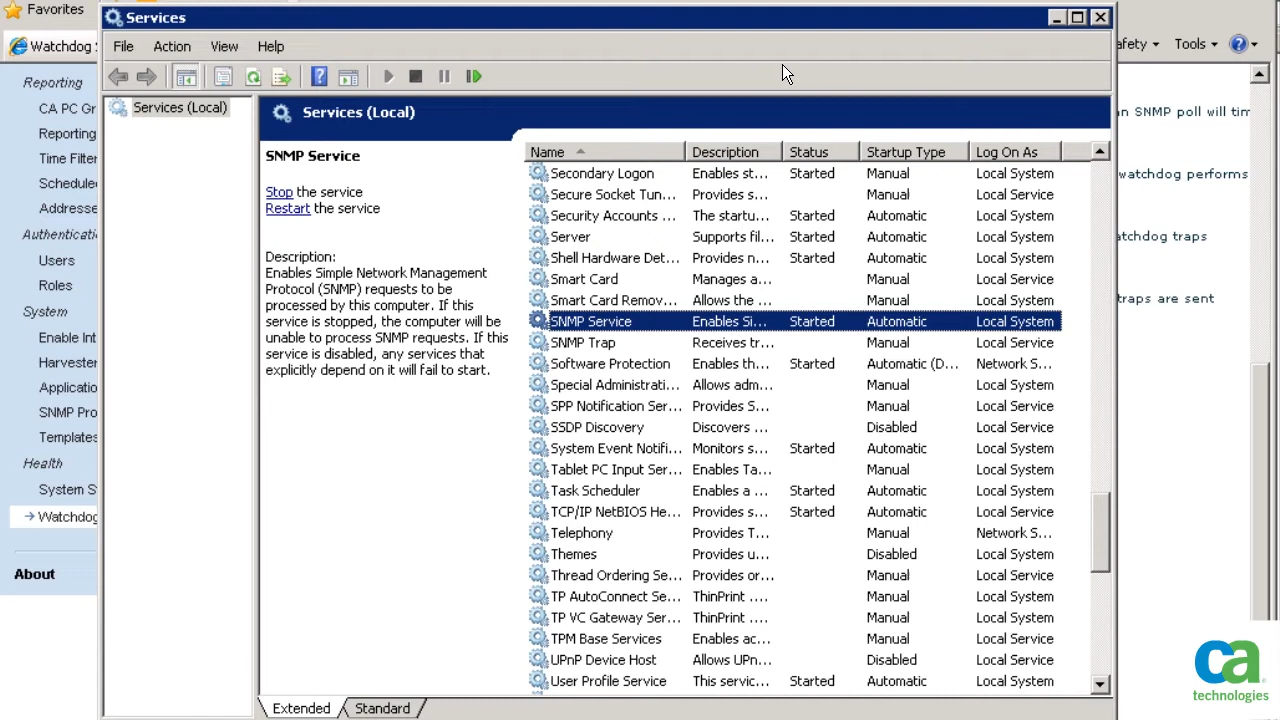 Favorites
Services
Watchdog S
File Action View Help
afety Tools
Reporting
CA PC Gr
Reporting
Time Filter
Schedule
Addresse
Authenticatio
Users
Roles
System
Enable Int
Harvester
Applicatio
SNMP Pro
Templates
Health
System S
Watchdog
About
Services (Local)
Services (Local)
SNMP Service
Stop the service
Restart the service
Description:
Enables Simple Network Management
Protocol (SNMP) requests to be
processed by this computer. If this
service is stopped, the computer will be
unable to process SNMP requests. If this
service is disabled, any services that
explicitly depend on it will fail to start.
Name Description Status Startup Type Log On As
Secondary Logon Enables st... Started Manual Local System
Secure Socket Tun... Provides s... Manual Local Service
Security Accounts ... The startu... Started Automatic Local System
Server Supports fil... Started Automatic Local System
Shell Hardware Det... Provides n... Started Automatic Local System
Smart Card Manages a... Manual Local Service
Smart Card Remov... Allows the ... Manual Local System
SNMP Service Enables Si... Started Automatic Local System
SNMP Trap Receives tr... Manual Local Service
Software Protection Enables th... Started Automatic (D... Network S...
Special Administrati... Allows adm... Manual Local System
SPP Notification Ser... Provides S... Manual Local Service
SSDP Discovery Discovers ... Disabled Local Service
System Event Notifi... Monitors s... Started Automatic Local System
Tablet PC Input Ser... Enables Ta... Manual Local System
Task Scheduler Enables a ... Started Automatic Local System
TCP/IP NetBIOS He... Provides s... Started Automatic Local Service
Telephony Provides T... Manual Network S...
Themes Provides u... Disabled Local System
Thread Ordering Se... Provides or... Manual Local Service
TP AutoConnect Se... ThinPrint .... Manual Local System
TP VC Gateway Ser... ThinPrint .... Manual Local System
TPM Base Services Enables ac... Manual Local Service
UPnP Device Host Allows UPn... Disabled Local Service
User Profile Service This servic... Started Automatic Local System
Extended Standard
an SNMP poll will tim
watchdog performs
atchdog traps
traps are sent
ca
technologies